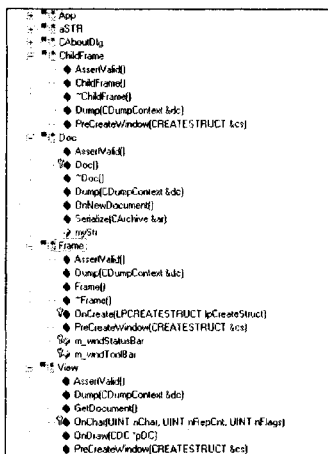 App
aSTR
CAboutDlg
ChildFrame
AssertValid()
ChildFrame()
~ChildFrame()
Dump(CDumpContext &dc)
PreCreateWindow(CREATESTRUCT &cs)
Doc
AssertValid()
Doc()
~Doc()
Dump(CDumpContext &dc)
OnNewDocument()
Serialize(CArchive &ar)
myStr
Frame
AssertValid()
Dump(CDumpContext &dc)
Frame()
~Frame()
OnCreate(LPCREATESTRUCT lpCreateStruct)
PreCreateWindow(CREATESTRUCT &cs)
m_wndStatusBar
m_wndToolBar
View
AssertValid()
Dump(CDumpContext &dc)
GetDocument()
OnChar(UINT nChar, UINT nRepCnt, UINT nFlags)
OnDraw(CDC *pDC)
PreCreateWindow(CREATESTRUCT &cs)